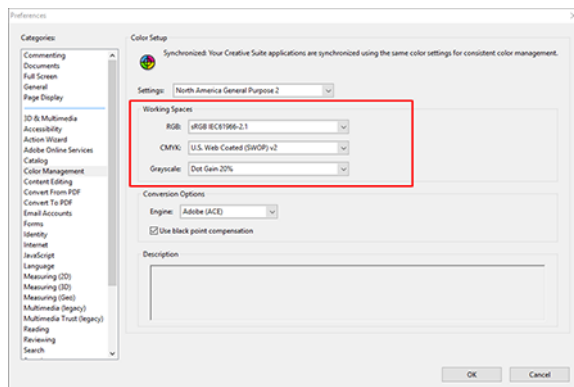 Preferences
Categories:
Commenting
Documents
Full Screen
General
Page Display
3D & Multimedia
Accessibility
Action Wizard
Adobe Online Services
Catalog
Color Management
Content Editing
Convert From PDF
Convert To PDF
Email Accounts
Forms
Identity
Internet
JavaScript
Language
Measuring (2D)
Measuring (3D)
Measuring (Geo)
Multimedia (legacy)
Multimedia Trust (legacy)
Reading
Reviewing
Search
Color Setup
Synchronized: Your Creative Suite applications are synchronized using the same color settings for consistent color management.
Settings: North America General Purpose 2
Working Spaces
RGB: sRGB IEC61966-2.1
CMYK: U.S. Web Coated (SWOP) v2
Grayscale: Dot Gain 20%
Conversion Options
Engine: Adobe (ACE)
Use black point compensation
Description
OK Cancel